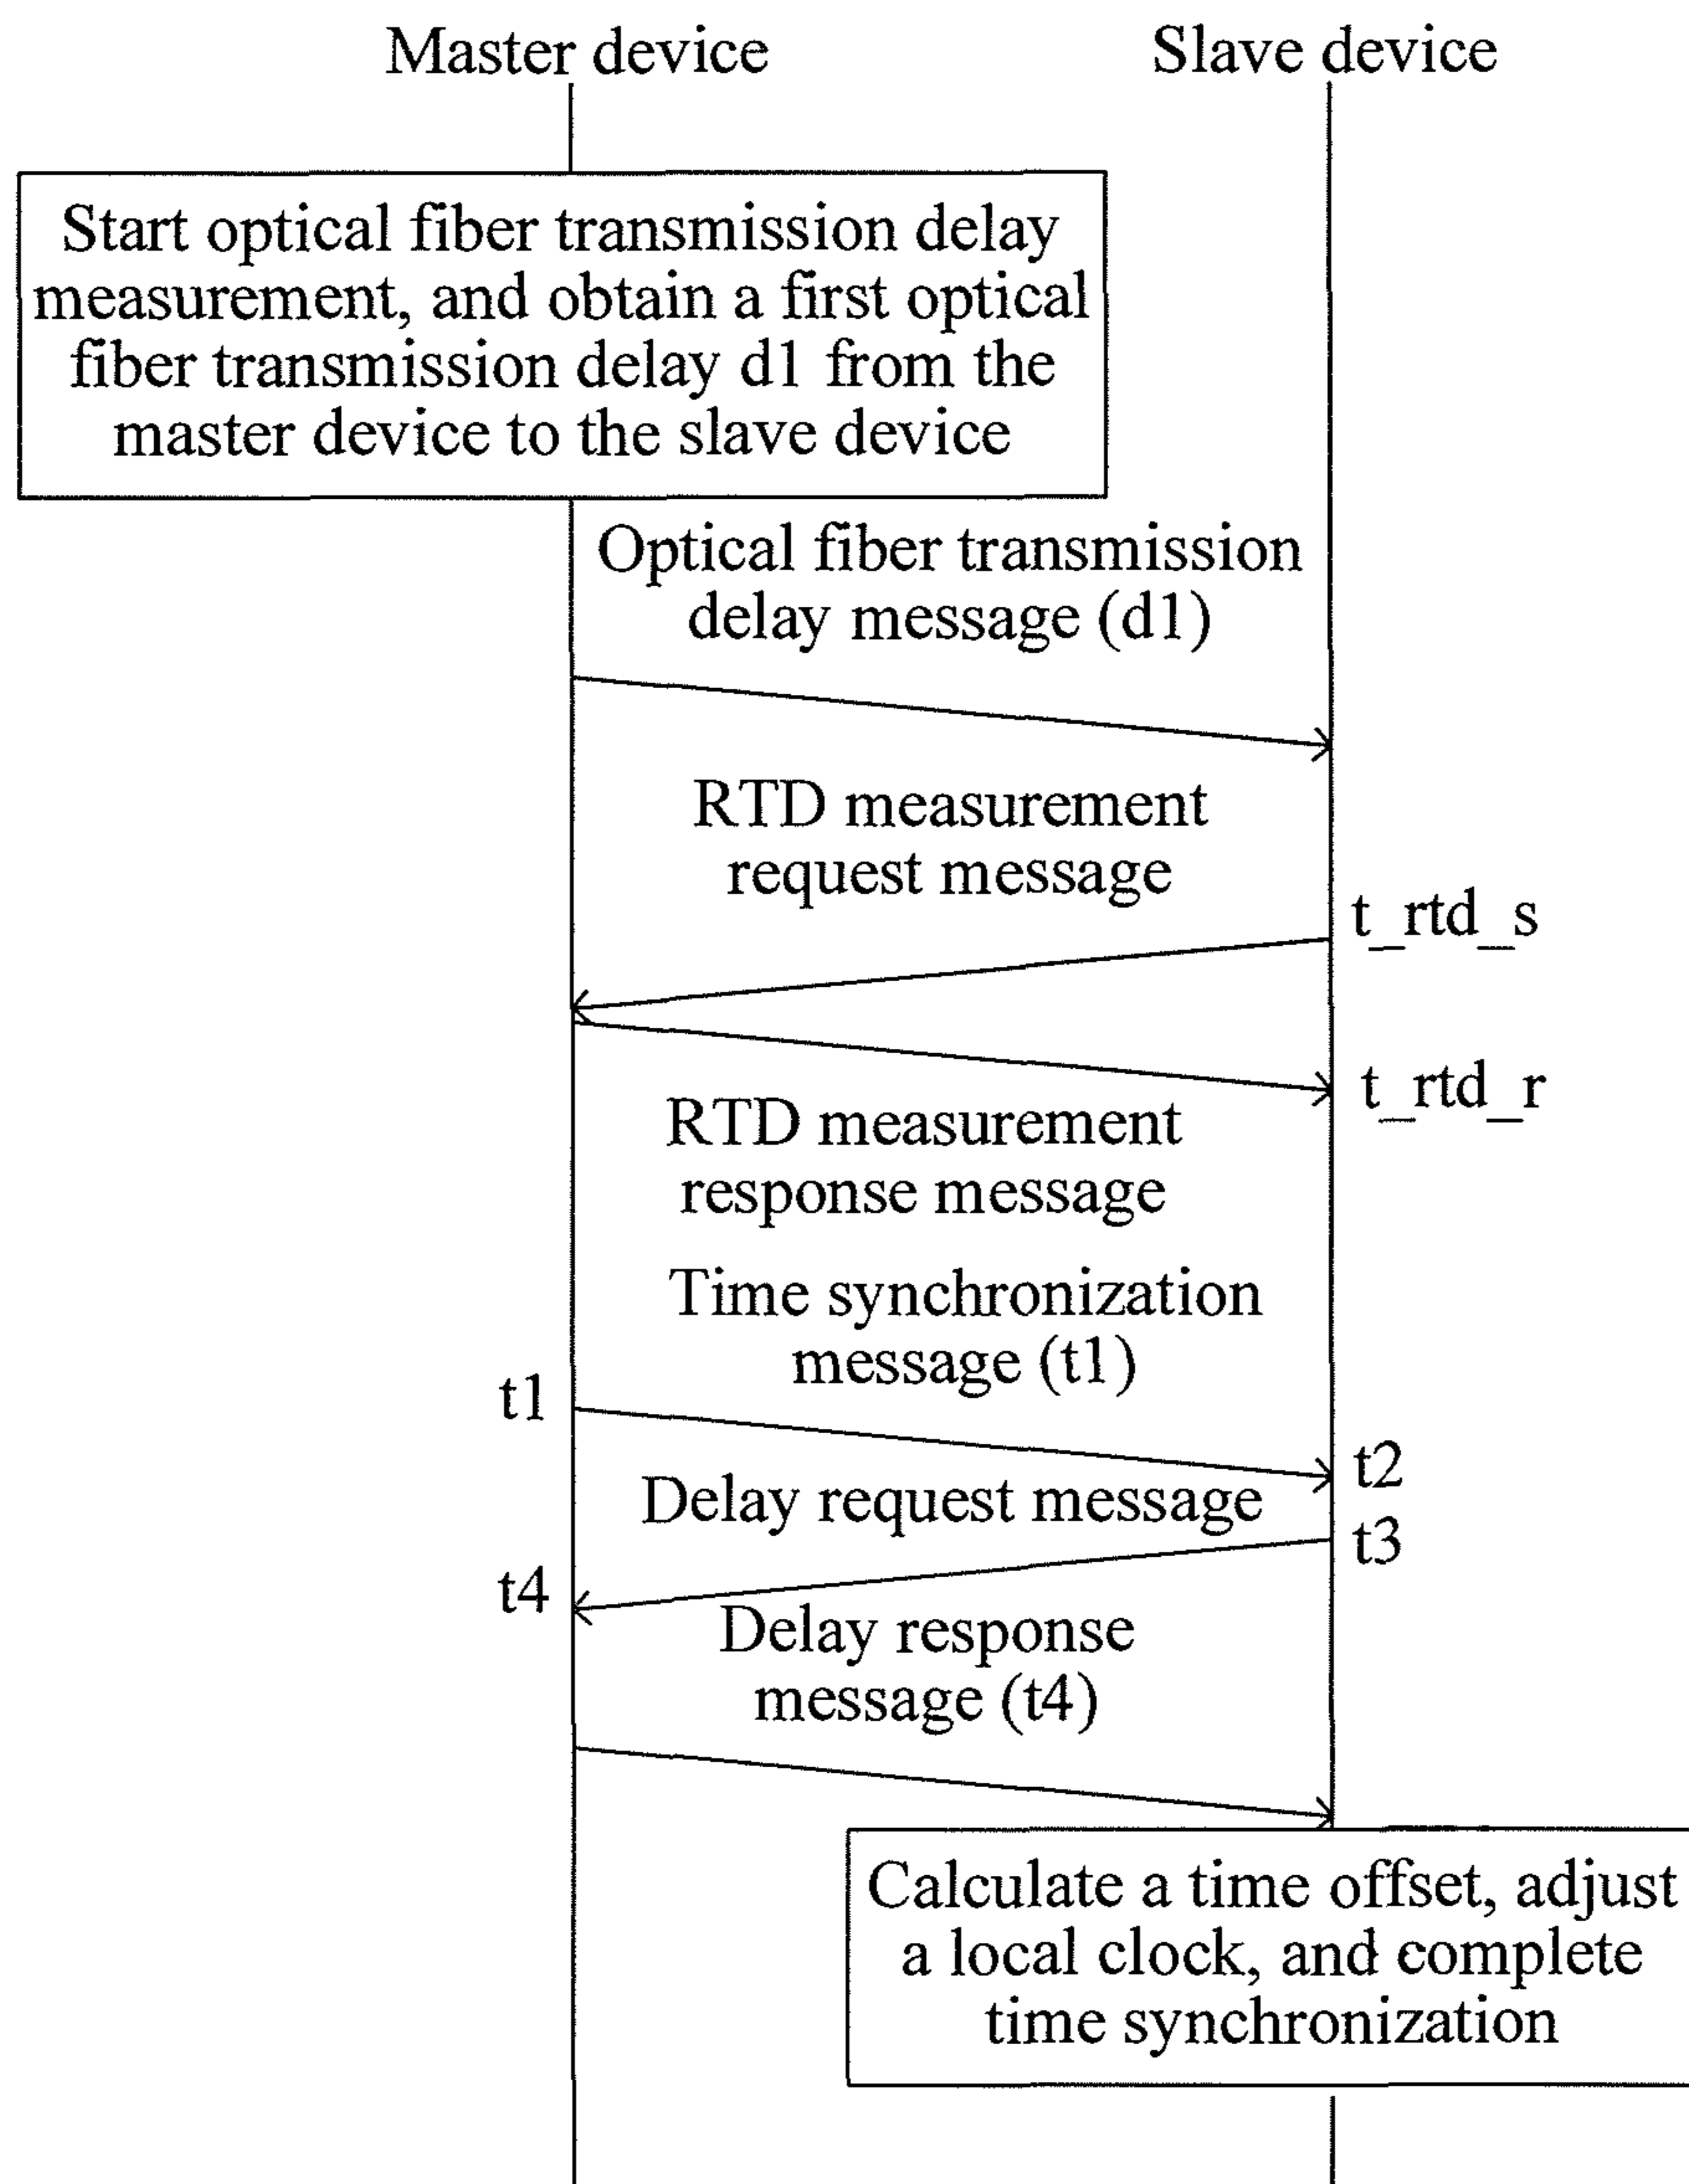 Master device
Slave device
Start optical fiber transmission delay
measurement, and obtain a first optical
fiber transmission delay d1 from the
master device to the slave device
Optical fiber transmission
delay message (d1)
RTD measurement
request message
t_rtd_s
t_rtd_r
RTD measurement
response message
Time synchronization
message (t1)
t1
t2
Delay request message
t3
t4
Delay response
message (t4)
Calculate a time offset, adjust
a local clock, and complete
time synchronization